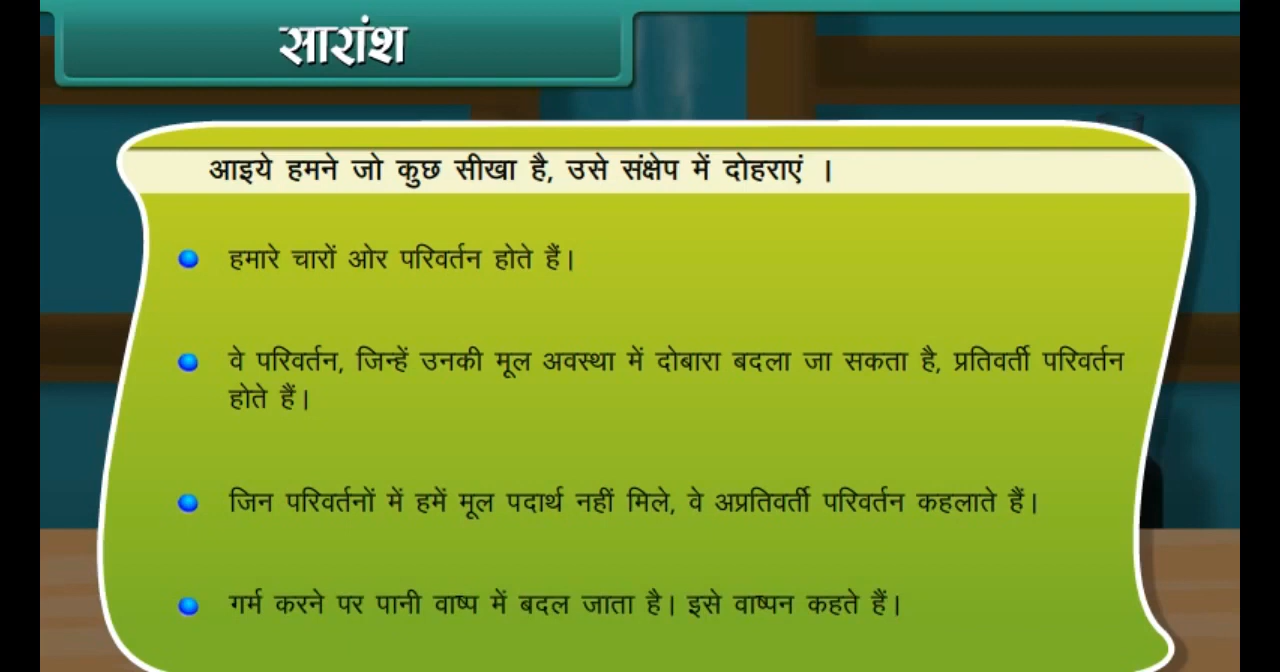 सारांश
आइये हमने जो कुछ सीखा है, उसे संक्षेप में दोहराएं ।
हमारे चारों ओर परिवर्तन होते हैं।
वे परिवर्तन, जिन्हें उनकी मूल अवस्था में दोबारा बदला जा सकता है, प्रतिवर्ती परिवर्तन
होते हैं।
जिन परिवर्तनों में हमें मूल पदार्थ नहीं मिले, वे अप्रतिवर्ती परिवर्तन कहलाते हैं।
गर्म करने पर पानी वाष्प में बदल जाता है। इसे वाष्पन कहते हैं।